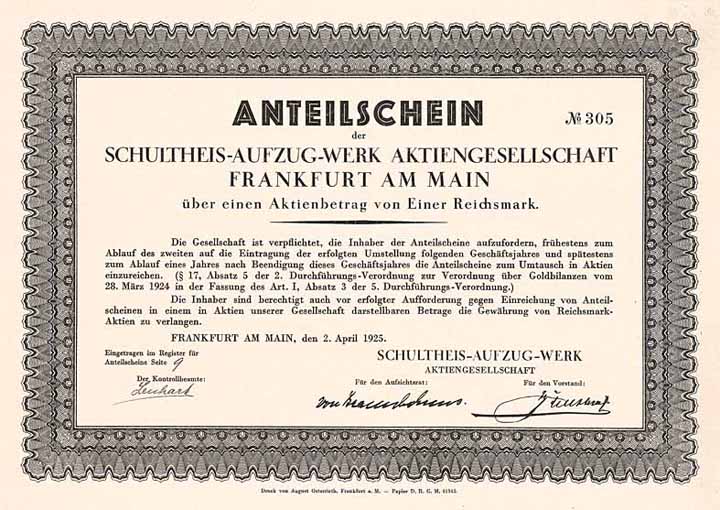 ANTEILSCHEIN
№ 305
der
SCHULTHEIS-AUFZUG-WERK AKTIENGESELLSCHAFT
FRANKFURT AM MAIN
über einen Aktienbetrag von Einer Reichsmark.
Die Gesellschaft ist verpflichtet, die Inhaber der Anteilscheine aufzufordern, frühestens zum
Ablauf des zweiten auf die Eintragung der erfolgten Umstellung folgenden Geschäftsjahres und spätestens
zum Ablauf eines Jahres nach Beendigung dieses Geschäftsjahres die Anteilscheine zum Umtausch in Aktien
einzureichen. (§ 17, Absatz 5 der 2. Durchführungs-Verordnung zur Verordnung über Goldbilanzen vom
28. März 1924 in der Fassung des Art. I, Absatz 3 der 5. Durchführungs-Verordnung.)
Die Inhaber sind berechtigt auch vor erfolgter Aufforderung gegen Einreichung von Anteil-
scheinen in einem in Aktien unserer Gesellschaft darstellbaren Betrage die Gewährung von Reichsmark-
Aktien zu verlangen.
FRANKFURT AM MAIN, den 2. April 1925.
Eingetragen im Register für
Anteilscheine Seite 9
SCHULTHEIS-AUFZUG-WERK
AKTIENGESELLSCHAFT
Der Kontrollbeamte:
Für den Aufsichtsrat:
Für den Vorstand:
Lenhart
Druck von August Osterrieth, Frankfurt a. M. — Papier D. R. G. M.